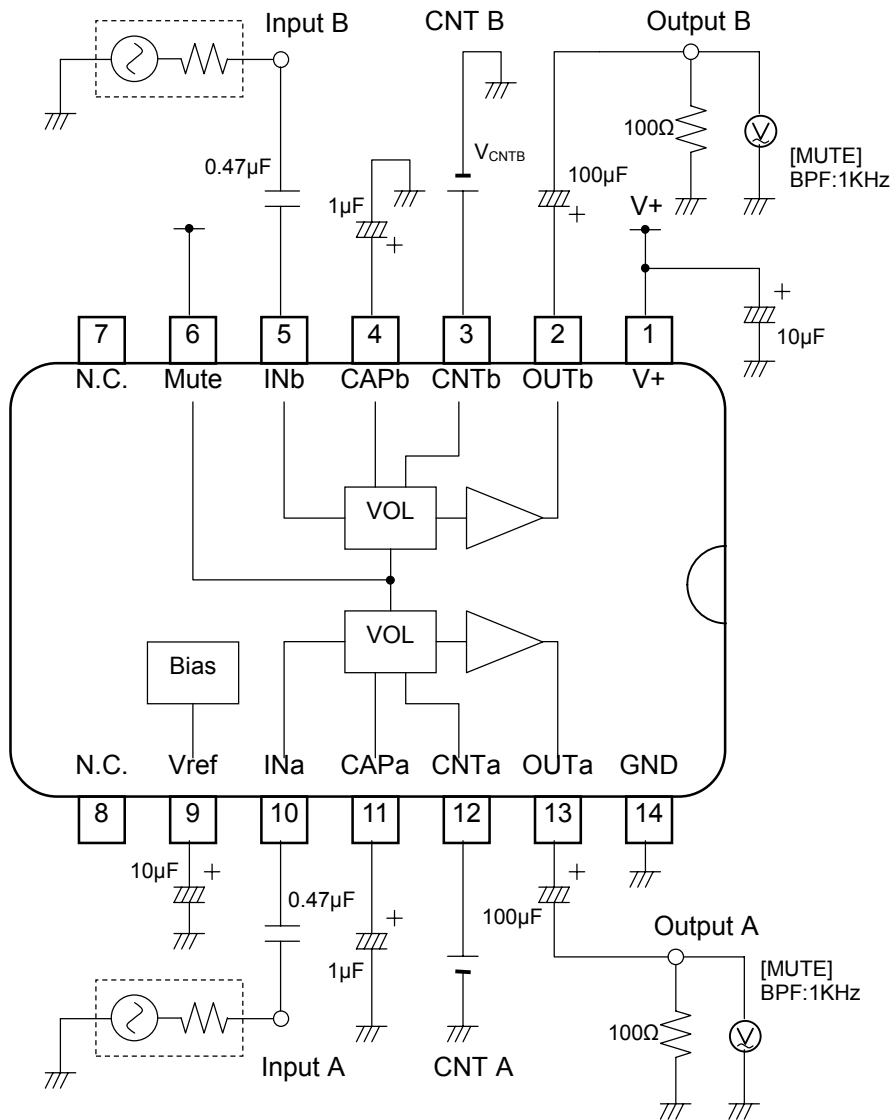 Input B
CNT B
Output B
0.47µF
1µF
VCNTB
100µF
100Ω
[MUTE]
BPF:1KHz
V+
10µF
7
6
5
4
3
2
1
N.C.
Mute
INb
CAPb
CNTb
OUTb
V+
VOL
VOL
Bias
N.C.
Vref
INa
CAPa
CNTa
OUTa
GND
8
9
10
11
12
13
14
10µF
0.47µF
1µF
100µF
Output A
[MUTE]
BPF:1KHz
100Ω
Input A
CNT A
+
+
+
+
+
+
V
V